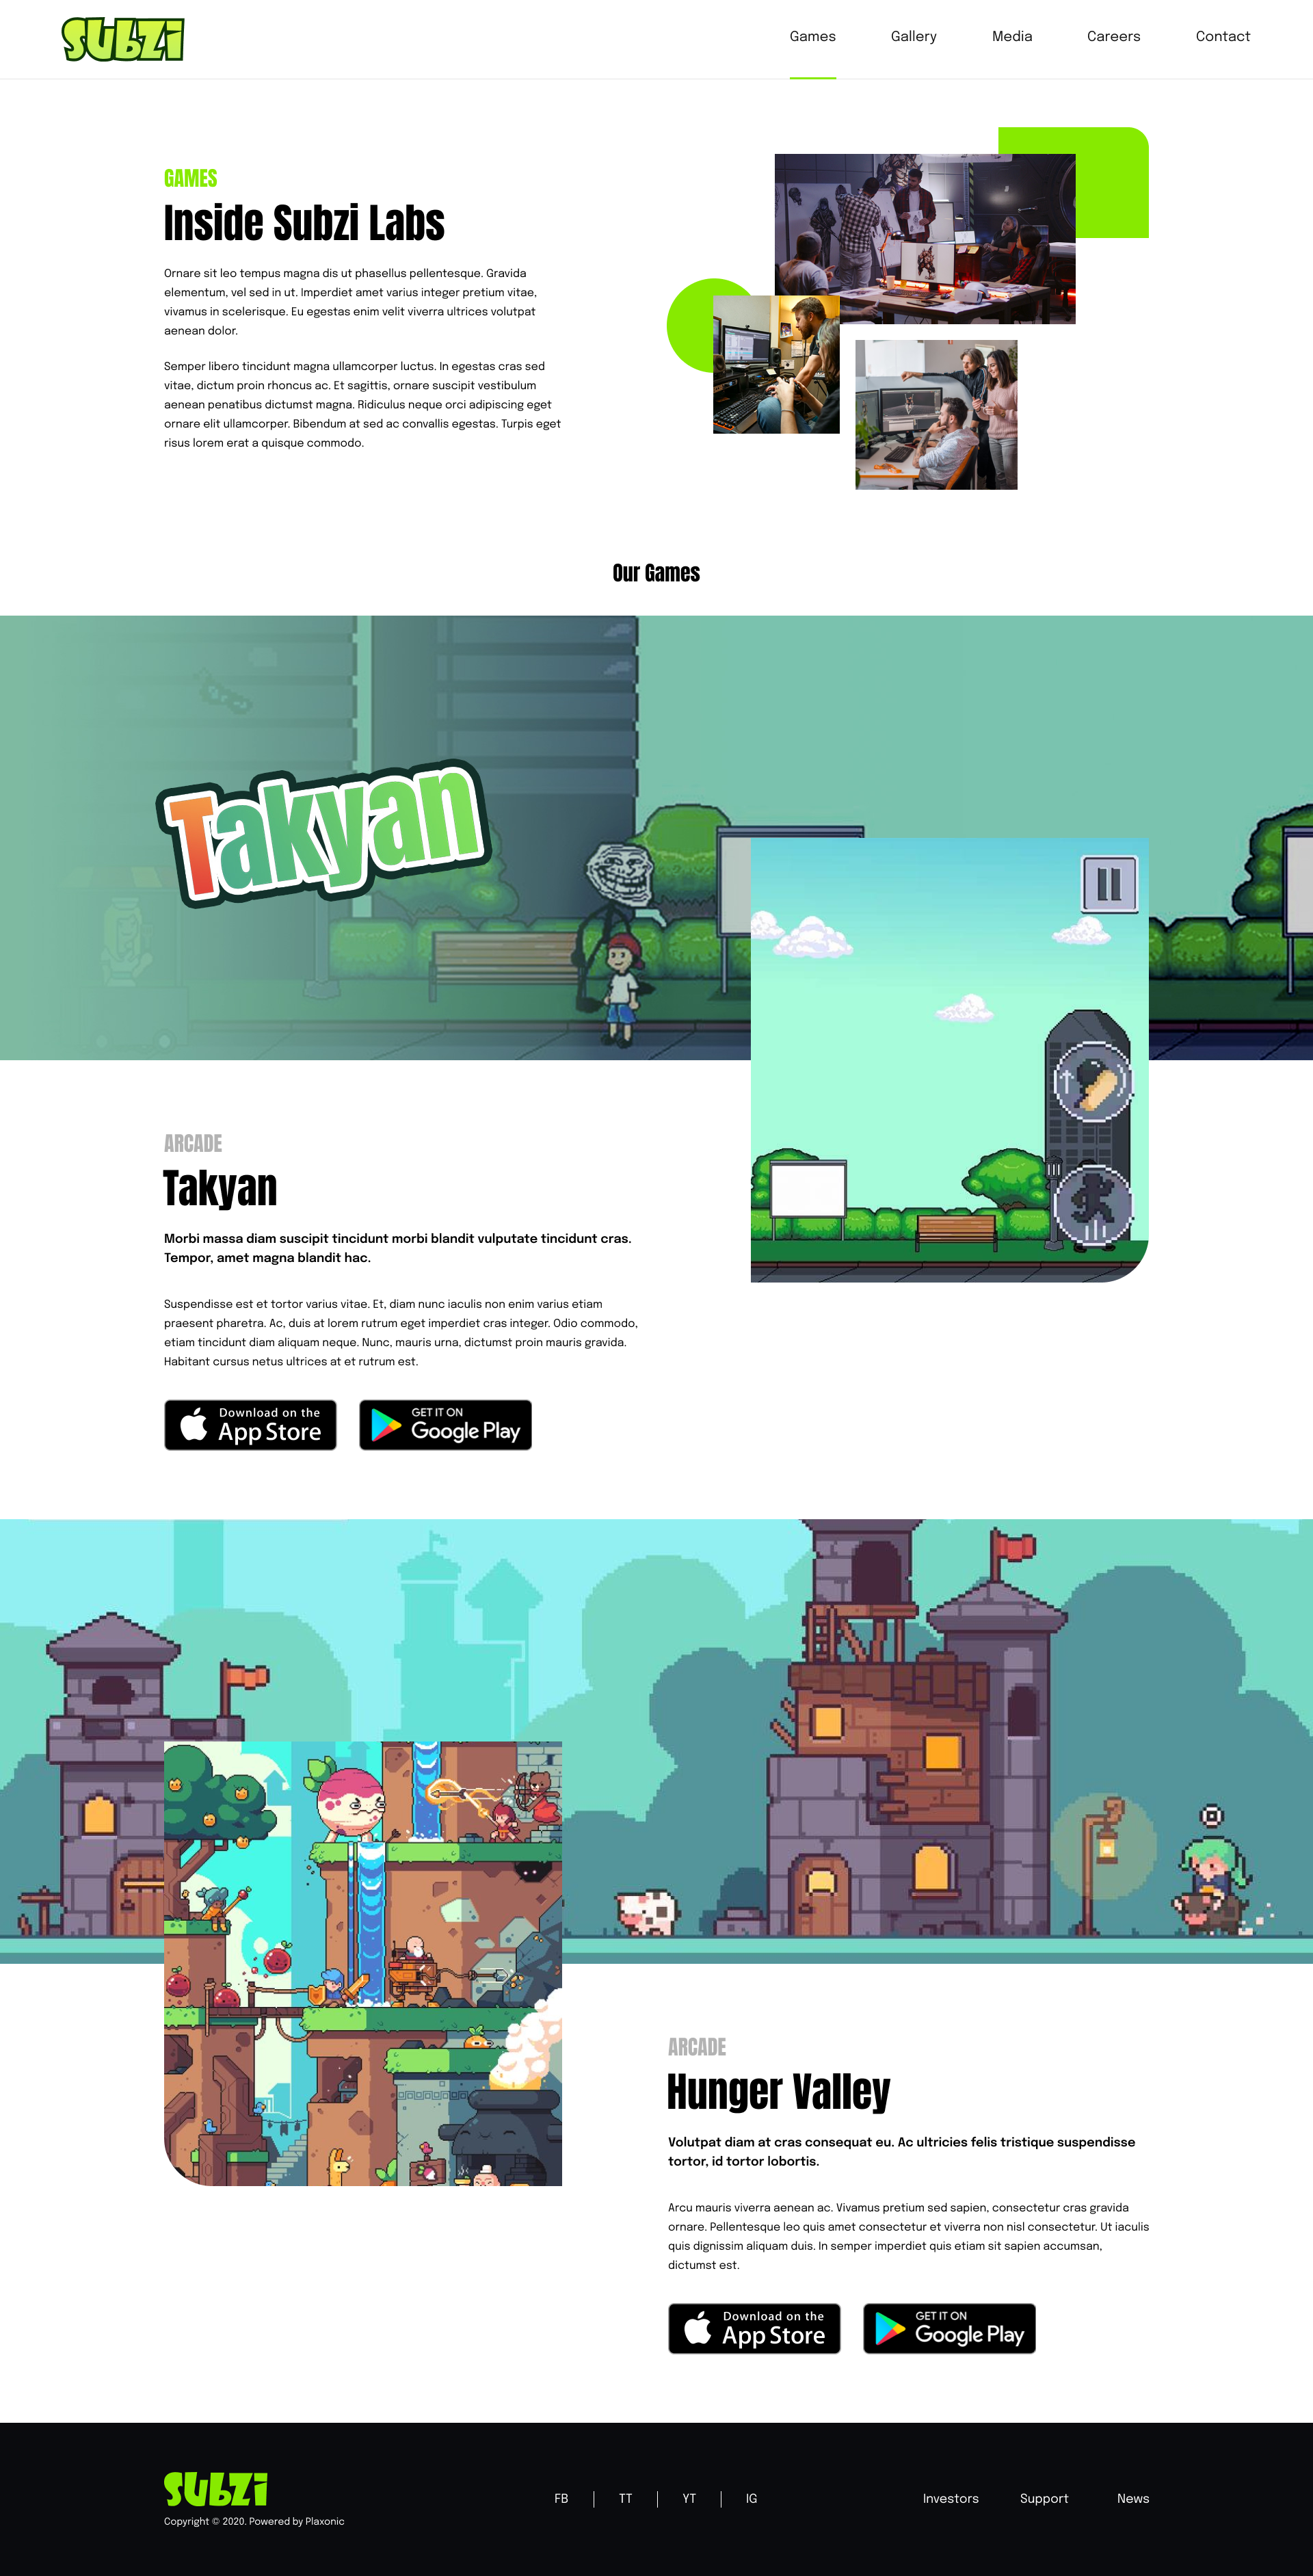 SUBZI
Games
Gallery
Media
Careers
Contact
GAMES
Inside Subzi Labs
Ornare sit leo tempus magna dis ut phasellus pellentesque. Gravida
elementum, vel sed in ut. Imperdiet amet varius integer pretium vitae,
vivamus in scelerisque. Eu egestas enim velit viverra ultrices volutpat
aenean dolor.
Semper libero tincidunt magna ullamcorper luctus. In egestas cras sed
vitae, dictum proin rhoncus ac. Et sagittis, ornare suscipit vestibulum
aenean penatibus dictumst magna. Ridiculus neque orci adipiscing eget
ornare elit ullamcorper. Bibendum at sed ac convallis egestas. Turpis eget
risus lorem erat a quisque commodo.
Our Games
Takyan
ARCADE
Takyan
Morbi massa diam suscipit tincidunt morbi blandit vulputate tincidunt cras.
Tempor, amet magna blandit hac.
Suspendisse est et tortor varius vitae. Et, diam nunc iaculis non enim varius etiam
praesent pharetra. Ac, duis at lorem rutrum eget imperdiet cras integer. Odio commodo,
etiam tincidunt diam aliquam neque. Nunc, mauris urna, dictumst proin mauris gravida.
Habitant cursus netus ultrices at et rutrum est.
Download on the
App Store
GET IT ON
Google Play
ARCADE
Hunger Valley
Volutpat diam at cras consequat eu. Ac ultricies felis tristique suspendisse
tortor, id tortor lobortis.
Arcu mauris viverra aenean ac. Vivamus pretium sed sapien, consectetur cras gravida
ornare. Pellentesque leo quis amet consectetur et viverra non nisl consectetur. Ut iaculis
quis dignissim aliquam duis. In semper imperdiet quis etiam sit sapien accumsan,
dictumst est.
Download on the
App Store
GET IT ON
Google Play
SUBZI
Copyright © 2020. Powered by Plaxonic
FB
TT
YT
IG
Investors
Support
News